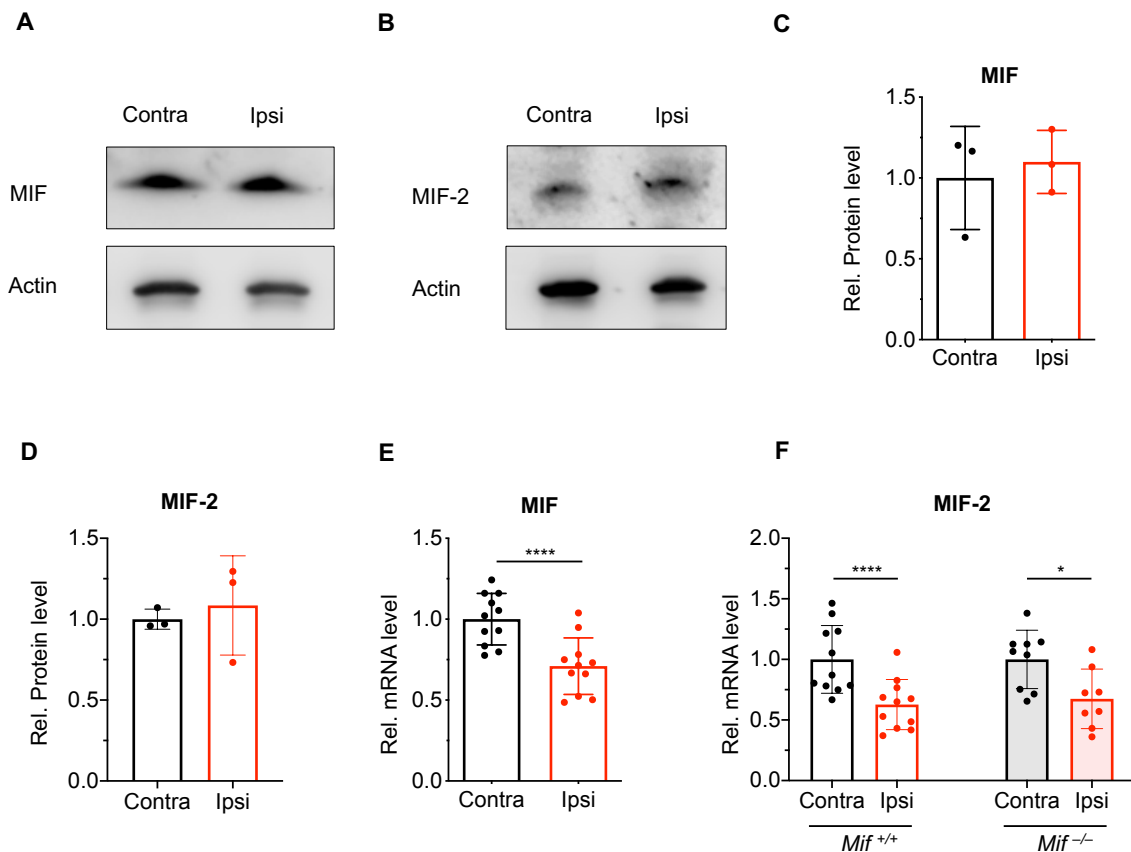 A
Contra Ipsi
MIF
Actin
B
Contra Ipsi
MIF-2
Actin
C
MIF
Rel. Protein level
1.5
1.0
0.5
0.0
Contra Ipsi
D
MIF-2
Rel. Protein level
1.5
1.0
0.5
0.0
Contra Ipsi
E
MIF
Rel. mRNA level
1.5
1.0
0.5
0.0
****
Contra Ipsi
F
MIF-2
Rel. mRNA level
2.0
1.5
1.0
0.5
0.0
**** *
Contra Ipsi Contra Ipsi
Mif +/+ Mif –/–